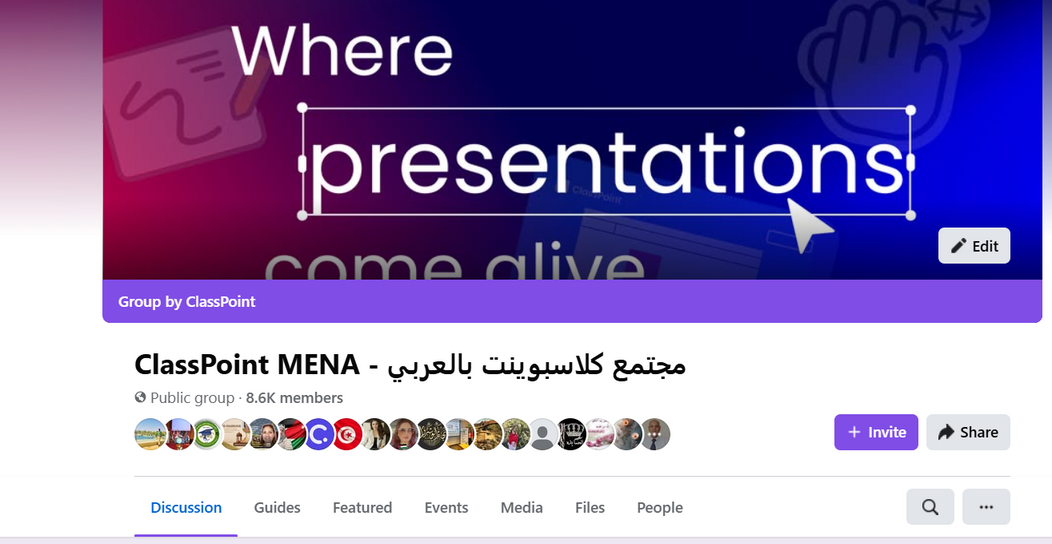 Where
presentations
come alive
Edit
Group by ClassPoint
ClassPoint MENA - مجتمع كلاسبوينت بالعربي
Public group · 8.6K members
+ Invite
Share
Discussion
Guides
Featured
Events
Media
Files
People